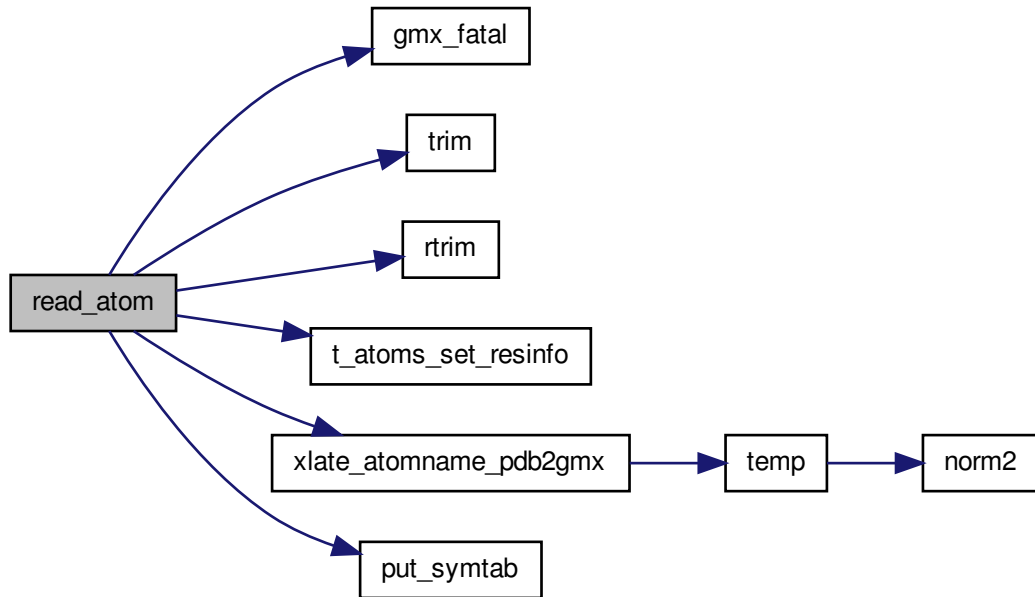 gmx_fatal
trim
rtrim
read_atom
t_atoms_set_resinfo
xlate_atomname_pdb2gmx
temp
norm2
put_symtab